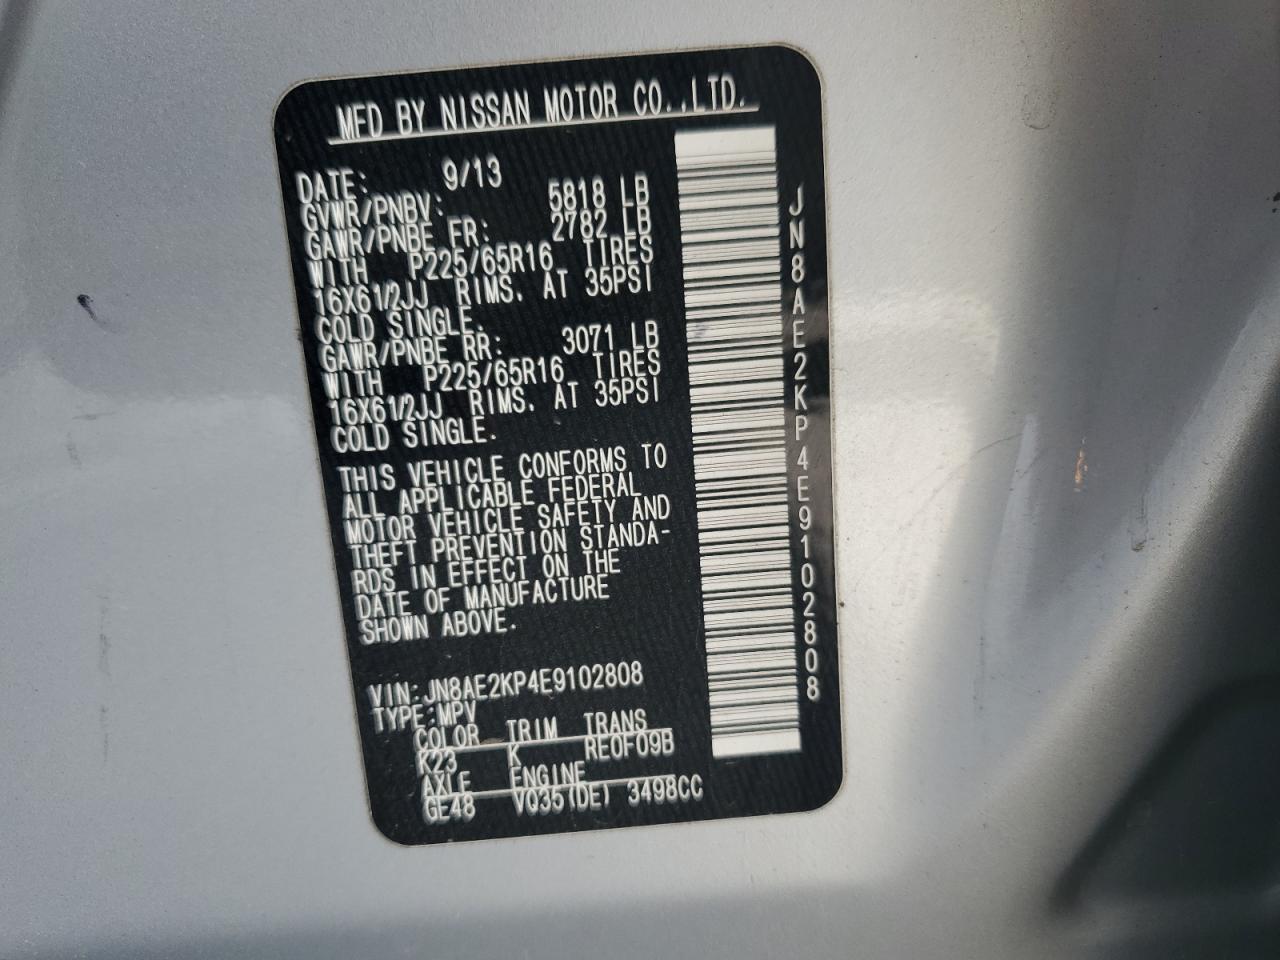 MFD BY NISSAN MOTOR CO.,LTD.
DATE: 9/13
GVWR/PNBV: 5818 LB
GAWR/PNBE FR: 2782 LB
WITH P225/65R16 TIRES
16X61/2JJ RIMS. AT 35PSI
COLD SINGLE.
GAWR/PNBE RR: 3071 LB
WITH P225/65R16 TIRES
16X61/2JJ RIMS. AT 35PSI
COLD SINGLE.
THIS VEHICLE CONFORMS TO
ALL APPLICABLE FEDERAL
MOTOR VEHICLE SAFETY AND
THEFT PREVENTION STANDA-
RDS IN EFFECT ON THE
DATE OF MANUFACTURE
SHOWN ABOVE.
VIN:JN8AE2KP4E9102808
TYPE:MPV
COLOR TRIM TRANS
K23 K RE0F09B
AXLE ENGINE
GE48 VQ35(DE) 3498CC
JN8AE2KP4E9102808